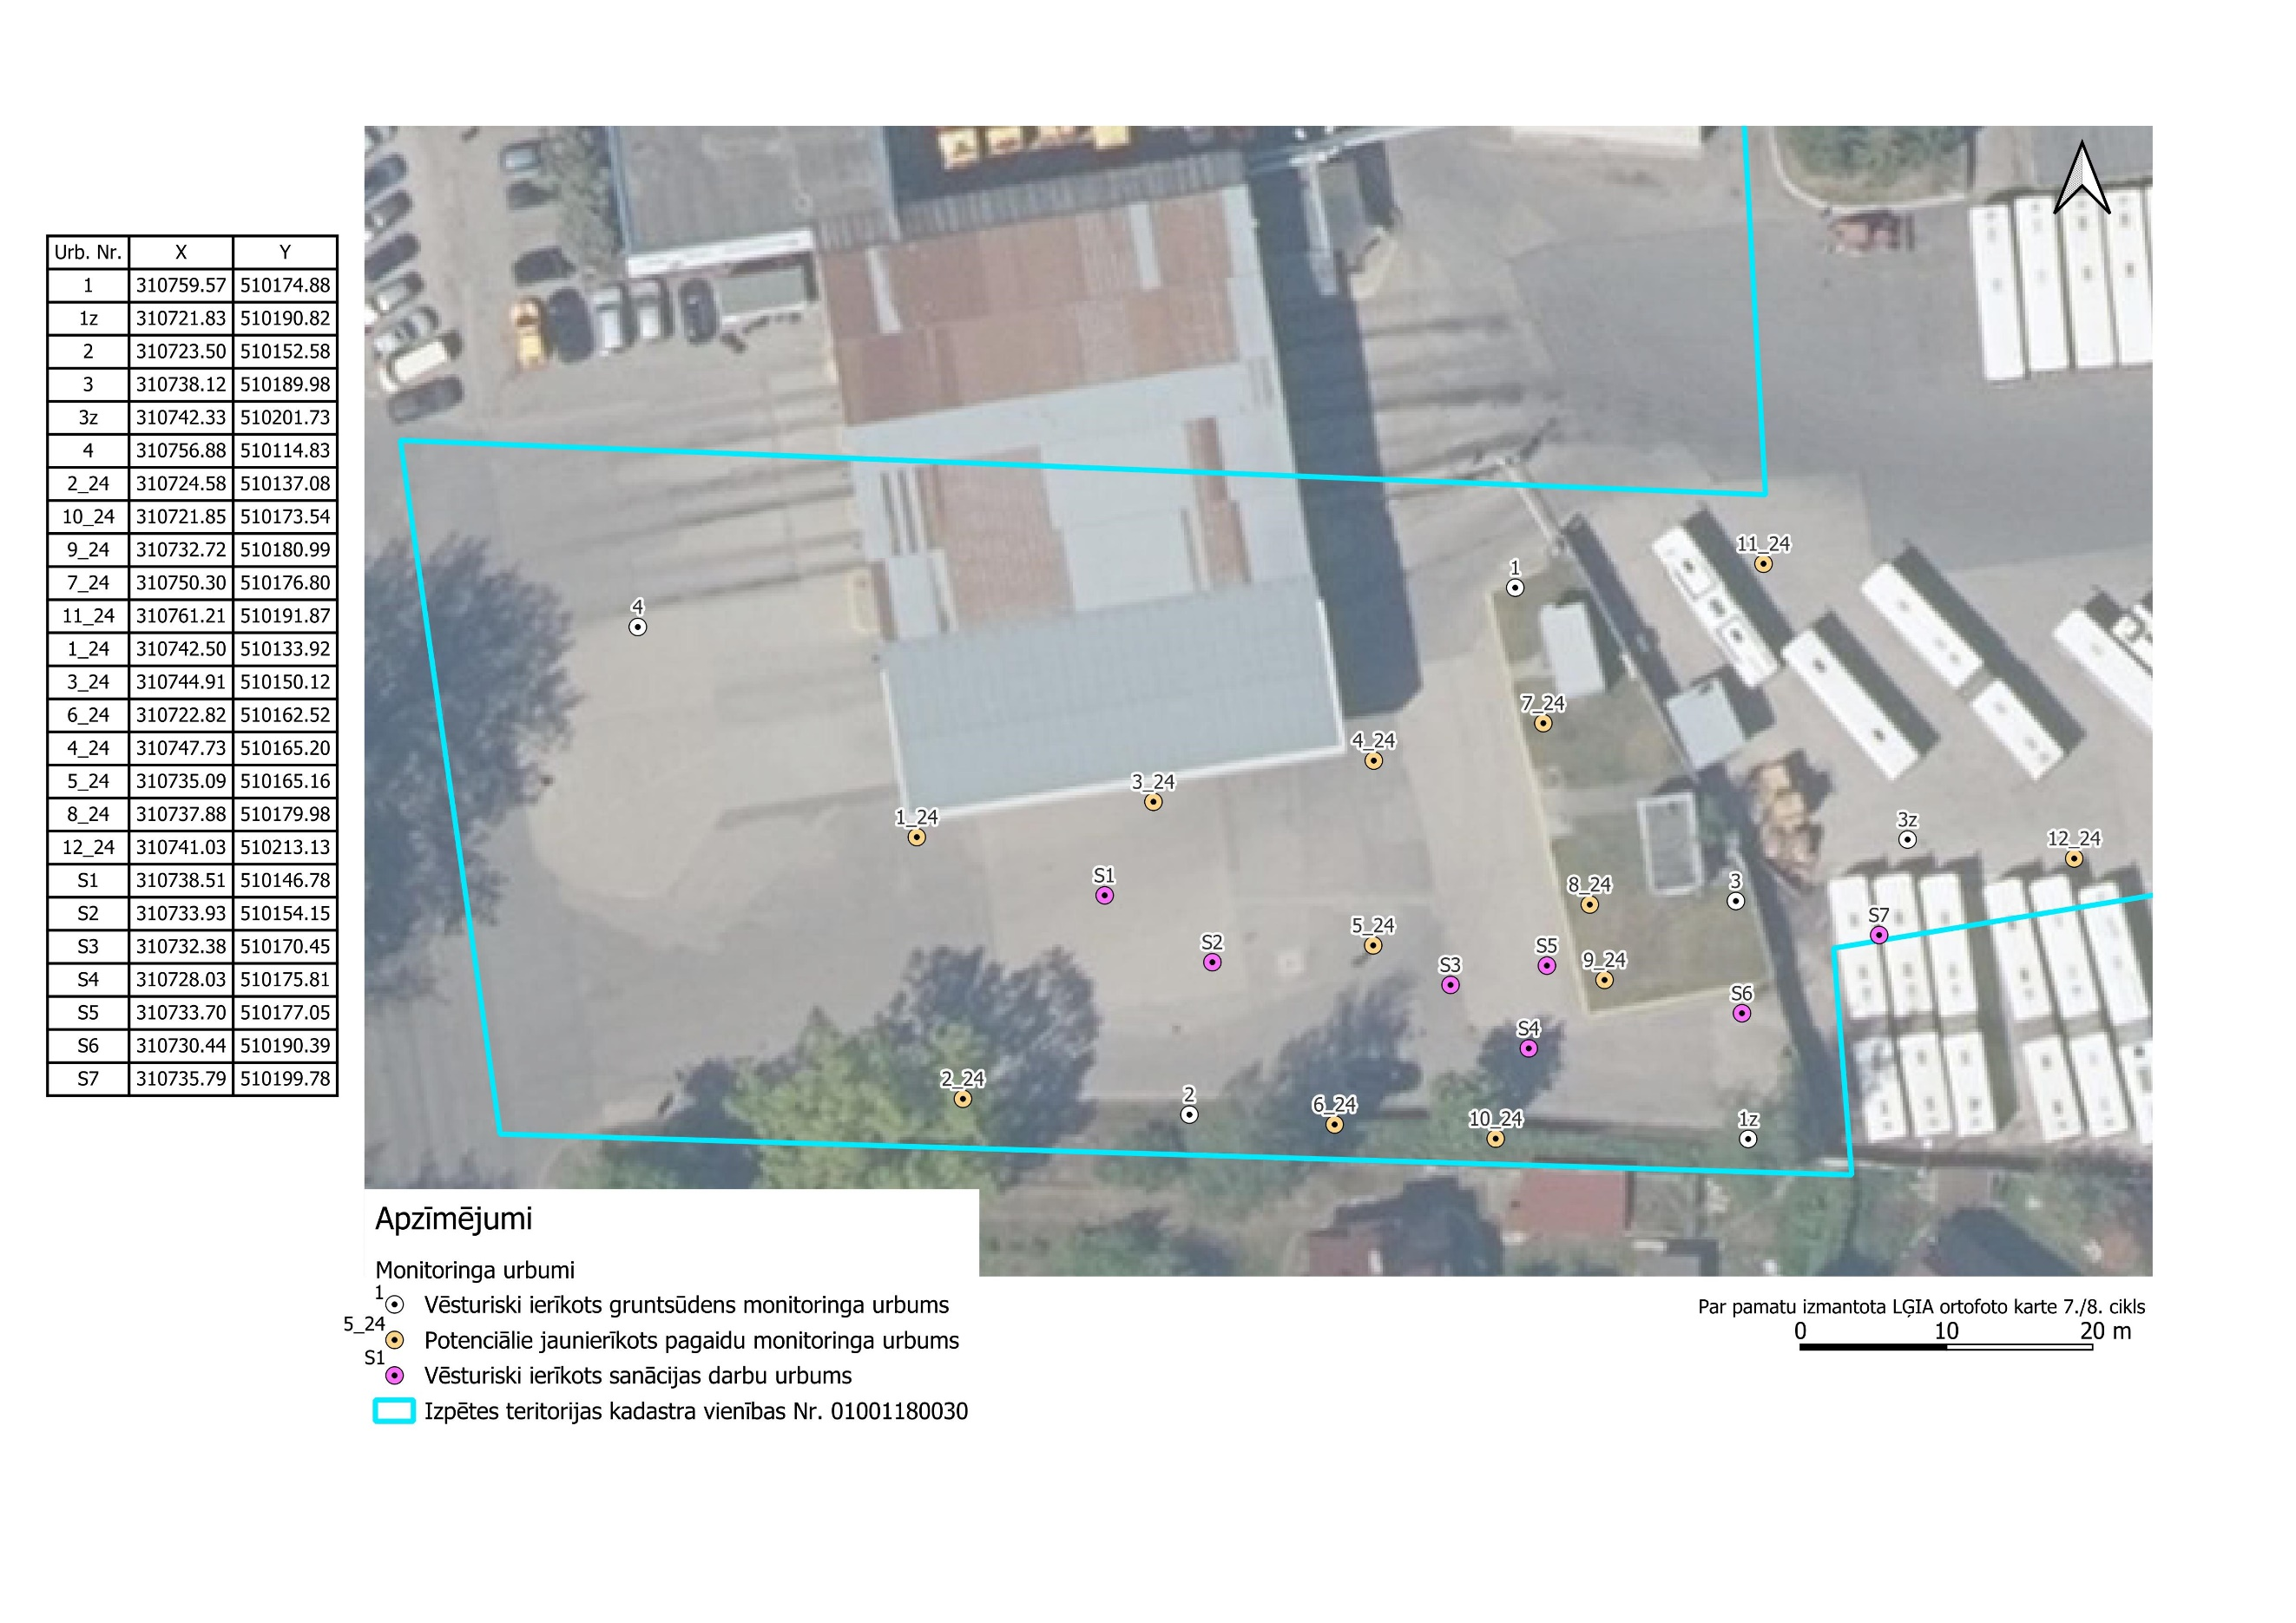 Urb. Nr. X Y
1 310759.57 510174.88
1z 310721.83 510190.82
2 310723.50 510152.58
3 310738.12 510189.98
3z 310742.33 510201.73
4 310756.88 510114.83
2_24 310724.58 510137.08
10_24 310721.85 510173.54
9_24 310732.72 510180.99
7_24 310750.30 510176.80
11_24 310761.21 510191.87
1_24 310742.50 510133.92
3_24 310744.91 510150.12
6_24 310722.82 510162.52
4_24 310747.73 510165.20
5_24 310735.09 510165.16
8_24 310737.88 510179.98
12_24 310741.03 510213.13
S1 310738.51 510146.78
S2 310733.93 510154.15
S3 310732.38 510170.45
S4 310728.03 510175.81
S5 310733.70 510177.05
S6 310730.44 510190.39
S7 310735.79 510199.78
11_24
1
4
7_24
4_24
3_24
1_24
3z
12_24
S1
8_24
3
S7
5_24
S2
S5
S3
9_24
S6
S4
2_24
2
6_24
10_24
1z
Apzīmējumi
Monitoringa urbumi
1
Vēsturiski ierīkots gruntsūdens monitoringa urbums
5_24
Potenciālie jaunierīkots pagaidu monitoringa urbums
S1
Vēsturiski ierīkots sanācijas darbu urbums
Izpētes teritorijas kadastra vienības Nr. 01001180030
Par pamatu izmantota LĢIA ortofoto karte 7./8. cikls
0 10 20 m